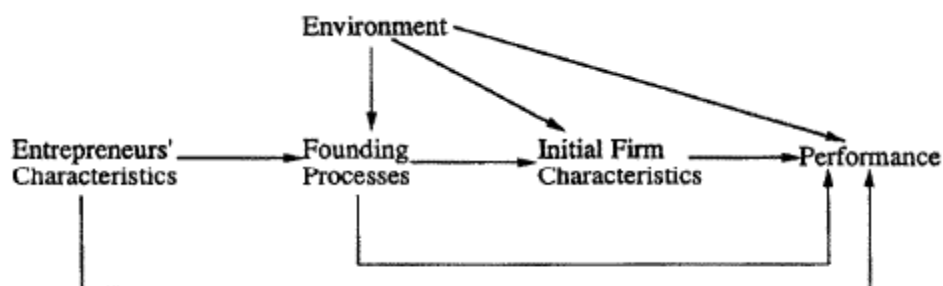 Environment
Entrepreneurs'
Characteristics
Founding
Processes
Initial Firm
Characteristics
Performance